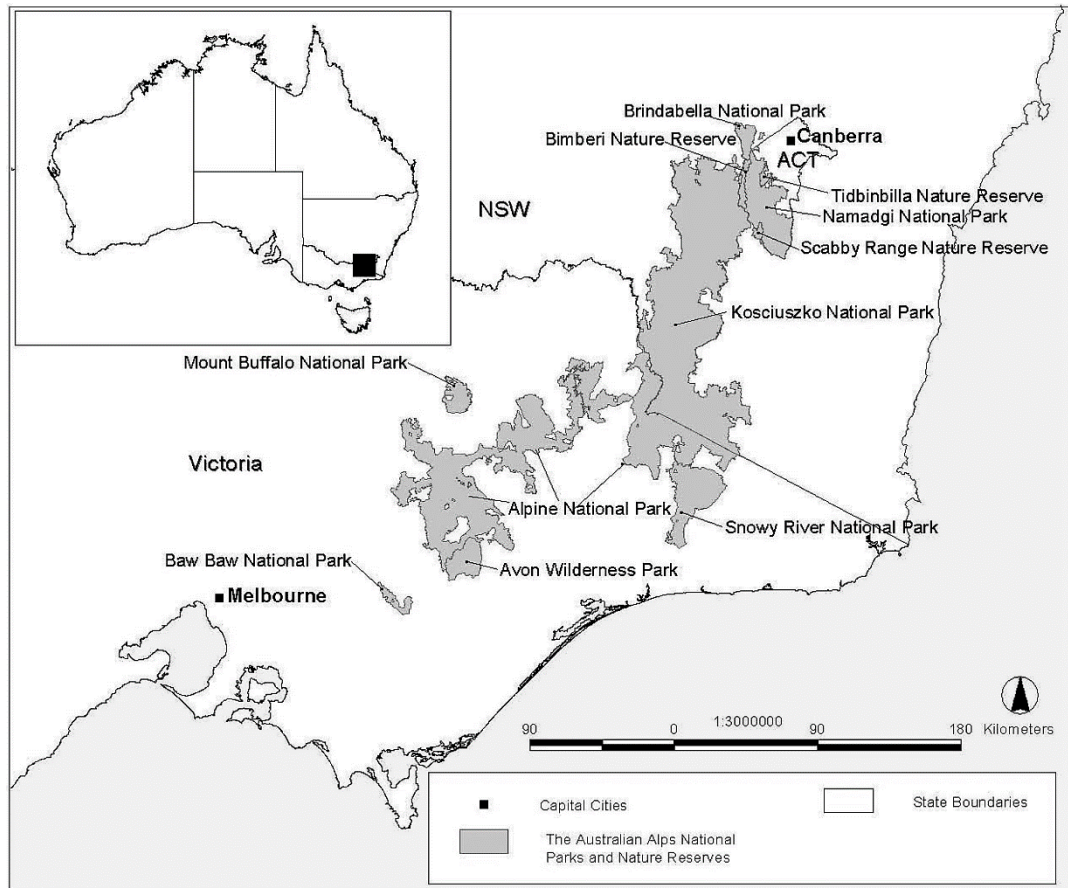 Brindabella National Park
Bimberi Nature Reserve
Canberra
ACT
Tidbinbilla Nature Reserve
NSW
Namadgi National Park
Scabby Range Nature Reserve
Kosciuszko National Park
Mount Buffalo National Park
Victoria
Alpine National Park
Snowy River National Park
Baw Baw National Park
Avon Wilderness Park
Melbourne
1:3000000
90 0 90 180 Kilometers
Capital Cities
State Boundaries
The Australian Alps National
Parks and Nature Reserves